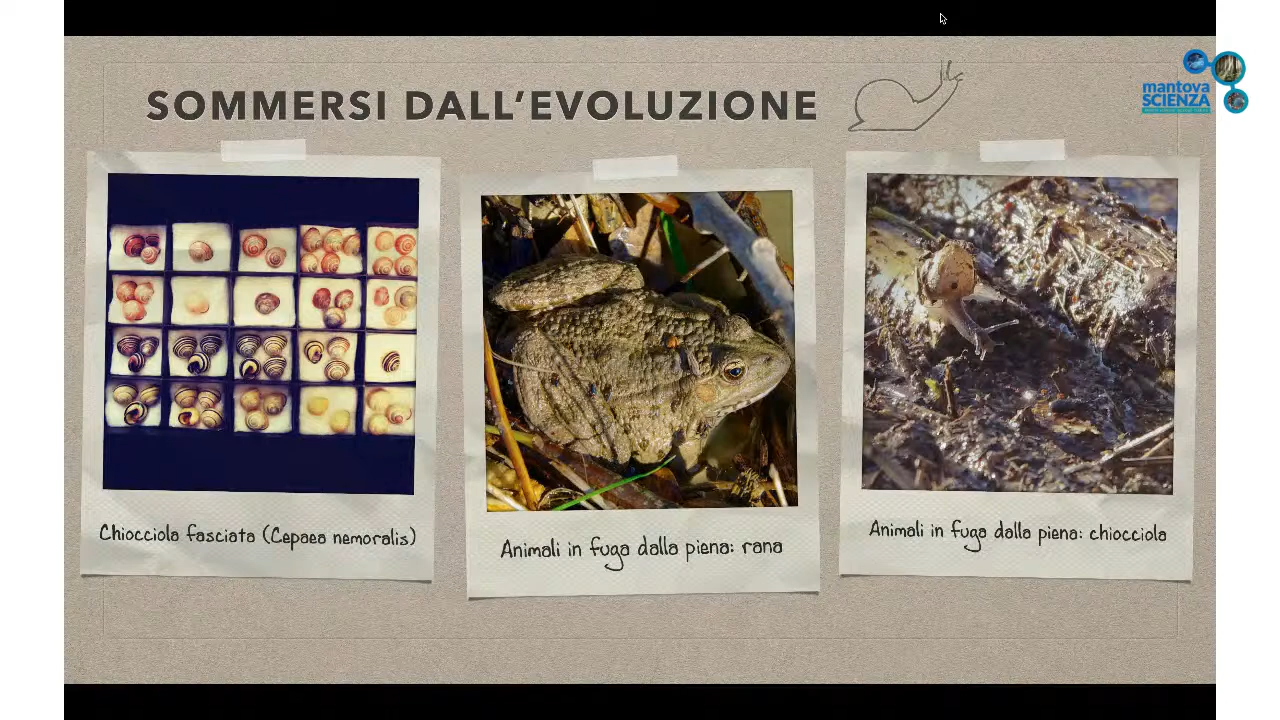 SOMMERSI DALL'EVOLUZIONE
mantova
SCIENZA
Chiocciola fasciata (Cepaea nemoralis)
Animali in fuga dalla piena: rana
Animali in fuga dalla piena: chiocciola